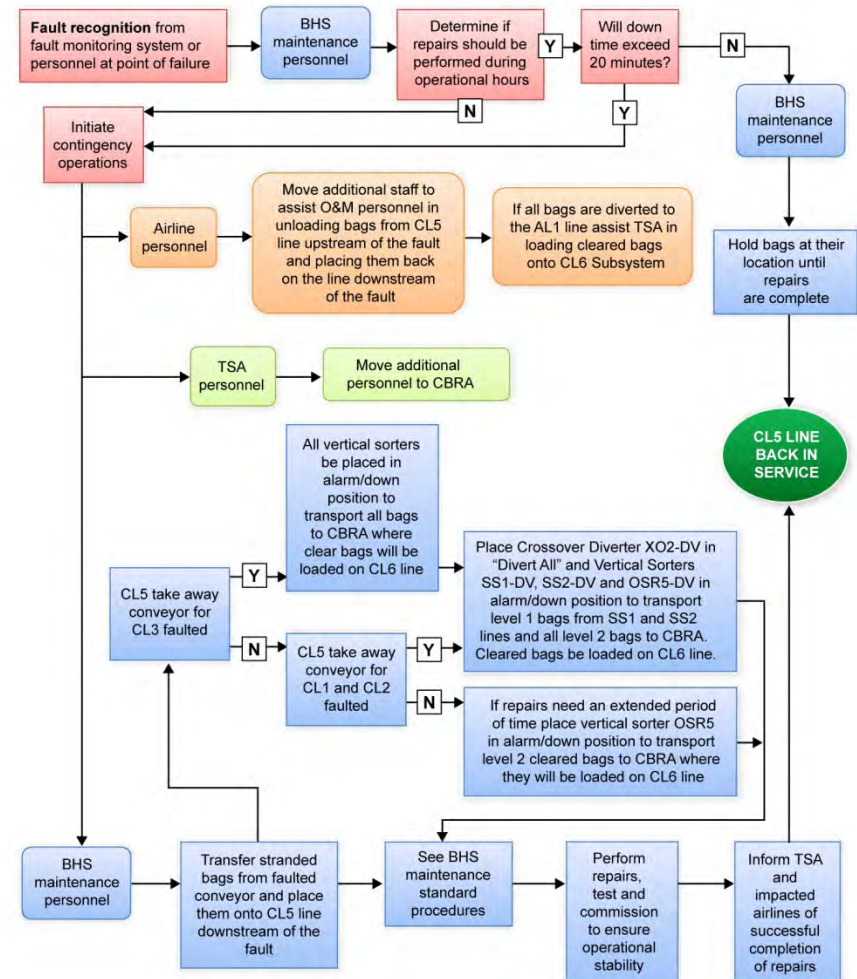 Fault recognition from
fault monitoring system or
personnel at point of failure
BHS
maintenance
personnel
Determine if
repairs should be
performed during
operational hours
Y
Will down
time exceed
20 minutes?
N
BHS
maintenance
personnel
N
Y
Initiate
contingency
operations
Airline
personnel
Move additional staff to
assist O&M personnel in
unloading bags from CL5
line upstream of the fault
and placing them back
on the line downstream
of the fault
If all bags are diverted to
the AL1 line assist TSA in
loading cleared bags
onto CL6 Subsystem
Hold bags at their
location until
repairs
are complete
TSA
personnel
Move additional
personnel to CBRA
CL5 LINE
BACK IN
SERVICE
All vertical sorters
be placed in
alarm/down
position to
transport all bags
to CBRA where
clear bags will be
loaded on CL6 line
CL5 take away
conveyor for
CL3 faulted
Y
N
Place Crossover Diverter XO2-DV in
“Divert All” and Vertical Sorters
SS1-DV, SS2-DV and OSR5-DV in
alarm/down position to transport
level 1 bags from SS1 and SS2
lines and all level 2 bags to CBRA.
Cleared bags be loaded on CL6 line.
CL5 take away
conveyor for
CL1 and CL2
faulted
Y
N
If repairs need an extended period
of time place vertical sorter OSR5
in alarm/down position to transport
level 2 cleared bags to CBRA where
they will be loaded on CL6 line
BHS
maintenance
personnel
Transfer stranded
bags from faulted
conveyor and place
them onto CL5 line
downstream of the
fault
See BHS
maintenance
standard
procedures
Perform
repairs,
test and
commission
to ensure
operational
stability
Inform TSA
and
impacted
airlines of
successful
completion
of repairs